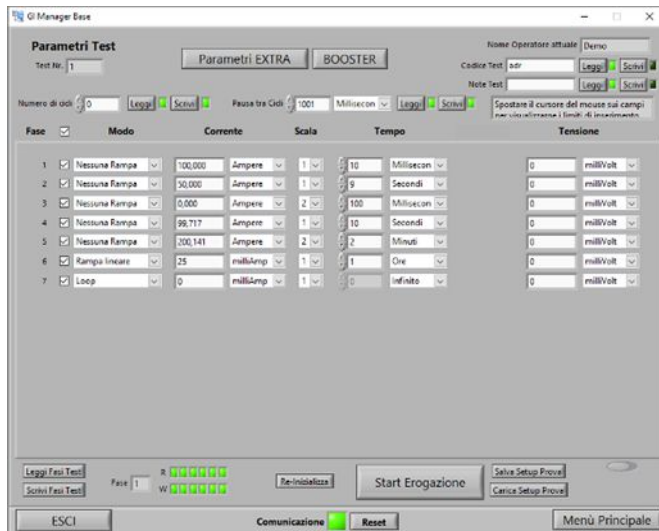 GI Manager Base
Parametri Test
Test Nr. 1
Parametri EXTRA BOOSTER
Nome Operatore attuale Demo
Codice Test adr Leggi Scrivi
Note Test Leggi Scrivi
Numero di cicli 0 Leggi Scrivi Pausa tra Cicli 1001 Millisecon Leggi Scrivi
Spostare il cursore del mouse sui campi
per visualizzarne i limiti di inserimento
Fase Modo Corrente Scala Tempo Tensione
1 Nessuna Rampa 100,000 Ampere 1 10 Millisecon 0 milliVolt
2 Nessuna Rampa 50,000 Ampere 1 9 Secondi 0 milliVolt
3 Nessuna Rampa 0,000 Ampere 2 100 Millisecon 0 milliVolt
4 Nessuna Rampa 99,717 Ampere 1 10 Secondi 0 milliVolt
5 Nessuna Rampa 200,141 Ampere 2 2 Minuti 0 milliVolt
6 Rampa lineare 25 milliAmp 1 1 Ore 0 milliVolt
7 Loop 0 milliAmp 1 0 Infinito 0 milliVolt
Leggi Fasi Test
Scrivi Fasi Test
Fase 1
R
W
Re-Inizializza
Start Erogazione
Salva Setup Prova
Carica Setup Prova
ESCI Comunicazione Reset Menù Principale